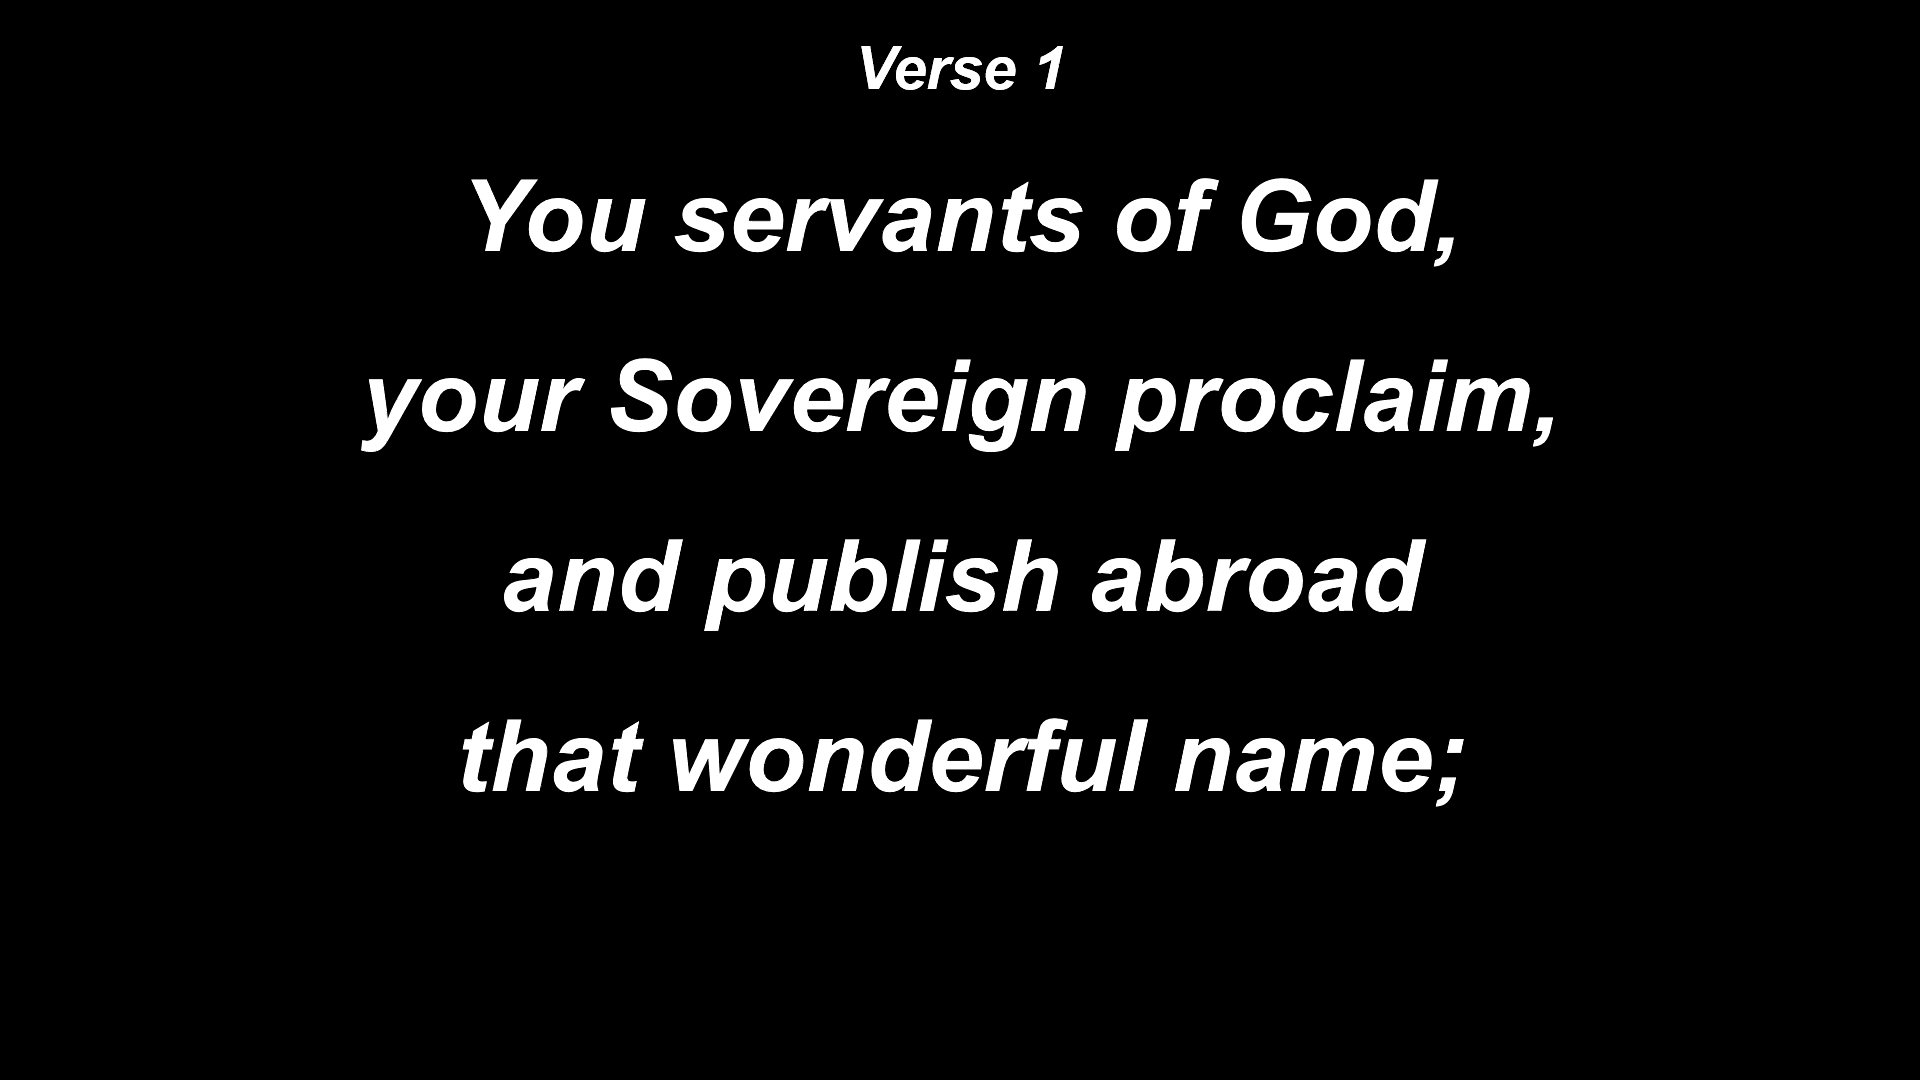 Verse 1
You servants of God,
your Sovereign proclaim,
and publish abroad
that wonderful name;